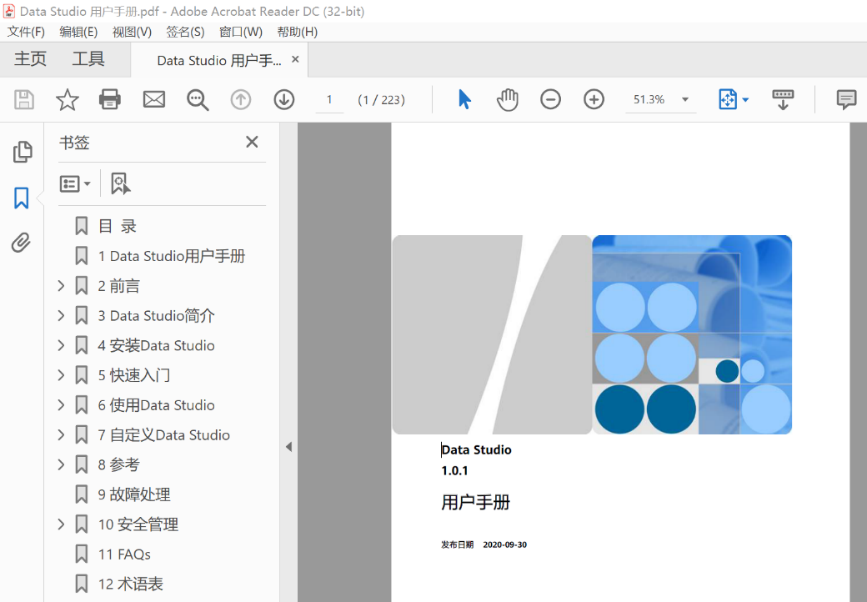 Data Studio 用户手册.pdf - Adobe Acrobat Reader DC (32-bit)
文件(F) 编辑(E) 视图(V) 签名(S) 窗口(W) 帮助(H)
主页 工具 Data Studio 用户手... ×
1 (1 / 223) 51.3%
书签
目 录
1 Data Studio用户手册
2 前言
3 Data Studio简介
4 安装Data Studio
5 快速入门
6 使用Data Studio
7 自定义Data Studio
8 参考
9 故障处理
10 安全管理
11 FAQs
12 术语表
Data Studio
1.0.1
用户手册
发布日期 2020-09-30